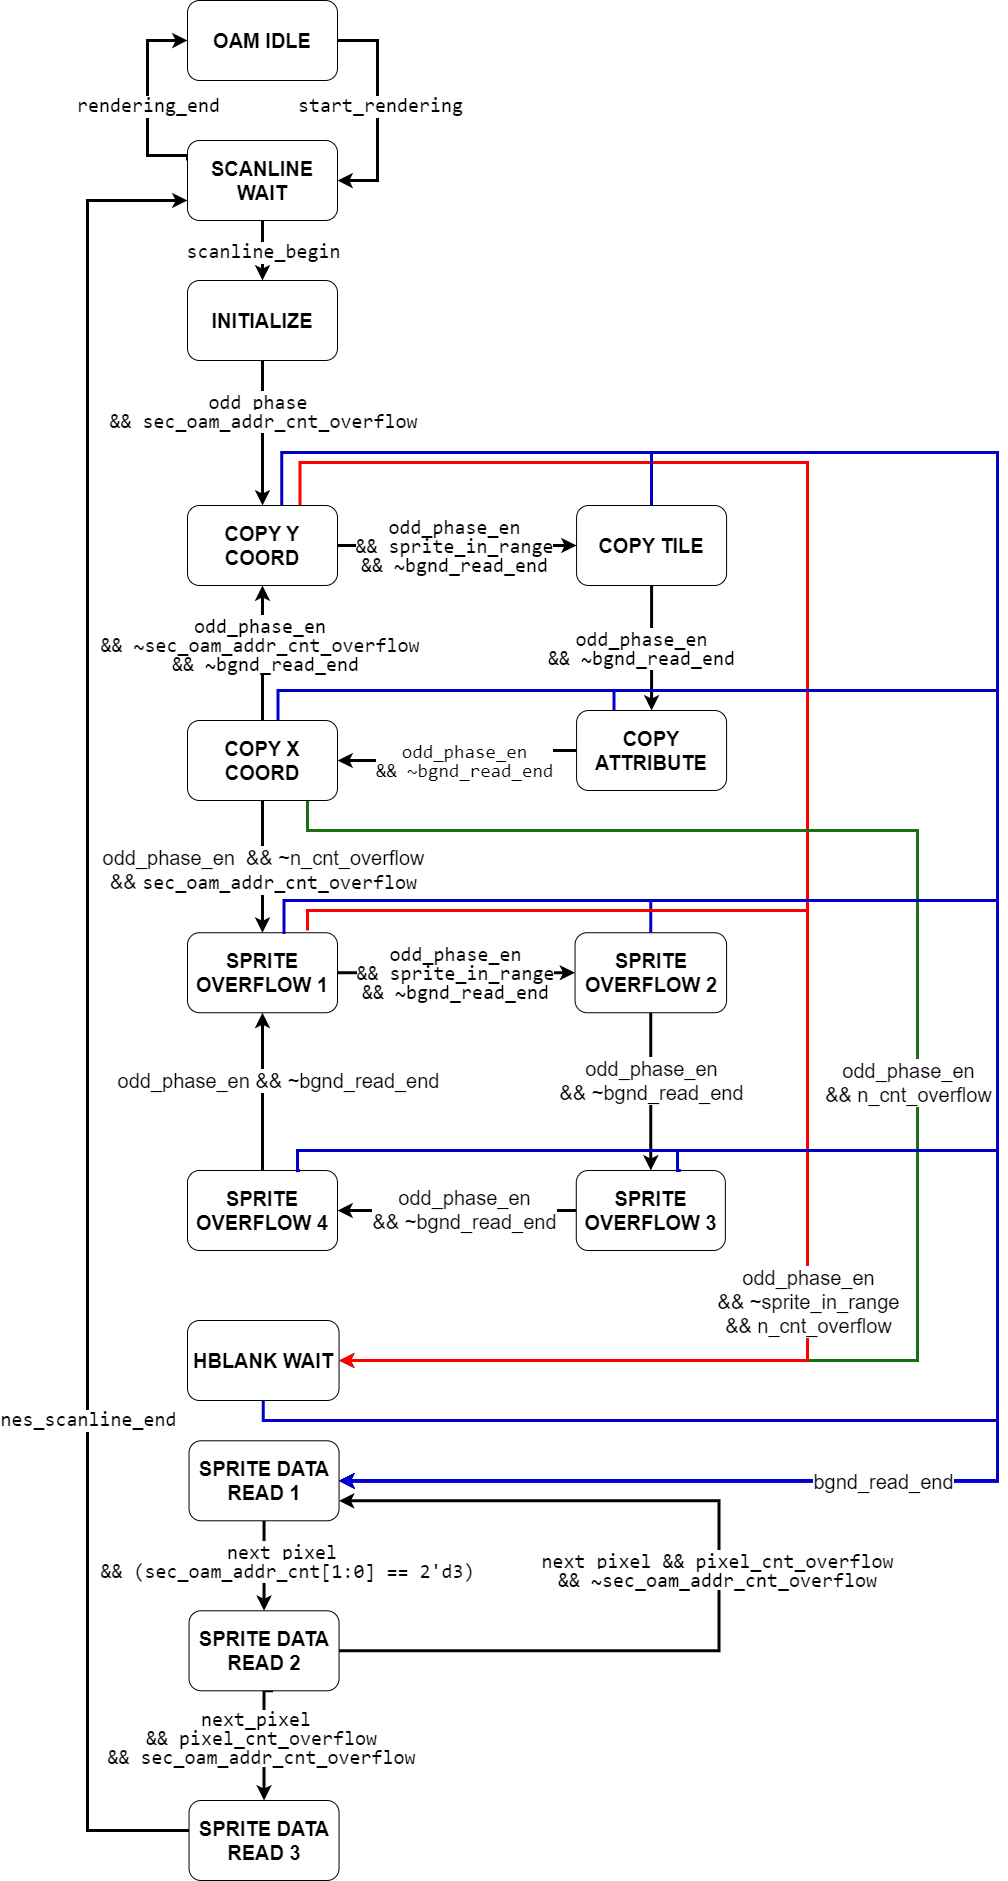 OAM IDLE
rendering_end
start_rendering
SCANLINE
WAIT
scanline_begin
INITIALIZE
odd_phase
&& sec_oam_addr_cnt_overflow
COPY Y
COORD
odd_phase_en
&& sprite_in_range
&& ~bgnd_read_end
COPY TILE
odd_phase_en
&& ~sec_oam_addr_cnt_overflow
&& ~bgnd_read_end
odd_phase_en
&& ~bgnd_read_end
COPY X
COORD
odd_phase_en
&& ~bgnd_read_end
COPY
ATTRIBUTE
odd_phase_en && ~n_cnt_overflow
&& sec_oam_addr_cnt_overflow
SPRITE
OVERFLOW 1
odd_phase_en
&& sprite_in_range
&& ~bgnd_read_end
SPRITE
OVERFLOW 2
odd_phase_en && ~bgnd_read_end
odd_phase_en
&& ~bgnd_read_end
odd_phase_en
&& n_cnt_overflow
SPRITE
OVERFLOW 4
odd_phase_en
&& ~bgnd_read_end
SPRITE
OVERFLOW 3
odd_phase_en
&& ~sprite_in_range
&& n_cnt_overflow
HBLANK WAIT
nes_scanline_end
SPRITE DATA
READ 1
bgnd_read_end
next_pixel
&& (sec_oam_addr_cnt[1:0] == 2'd3)
next_pixel && pixel_cnt_overflow
&& ~sec_oam_addr_cnt_overflow
SPRITE DATA
READ 2
next_pixel
&& pixel_cnt_overflow
&& sec_oam_addr_cnt_overflow
SPRITE DATA
READ 3